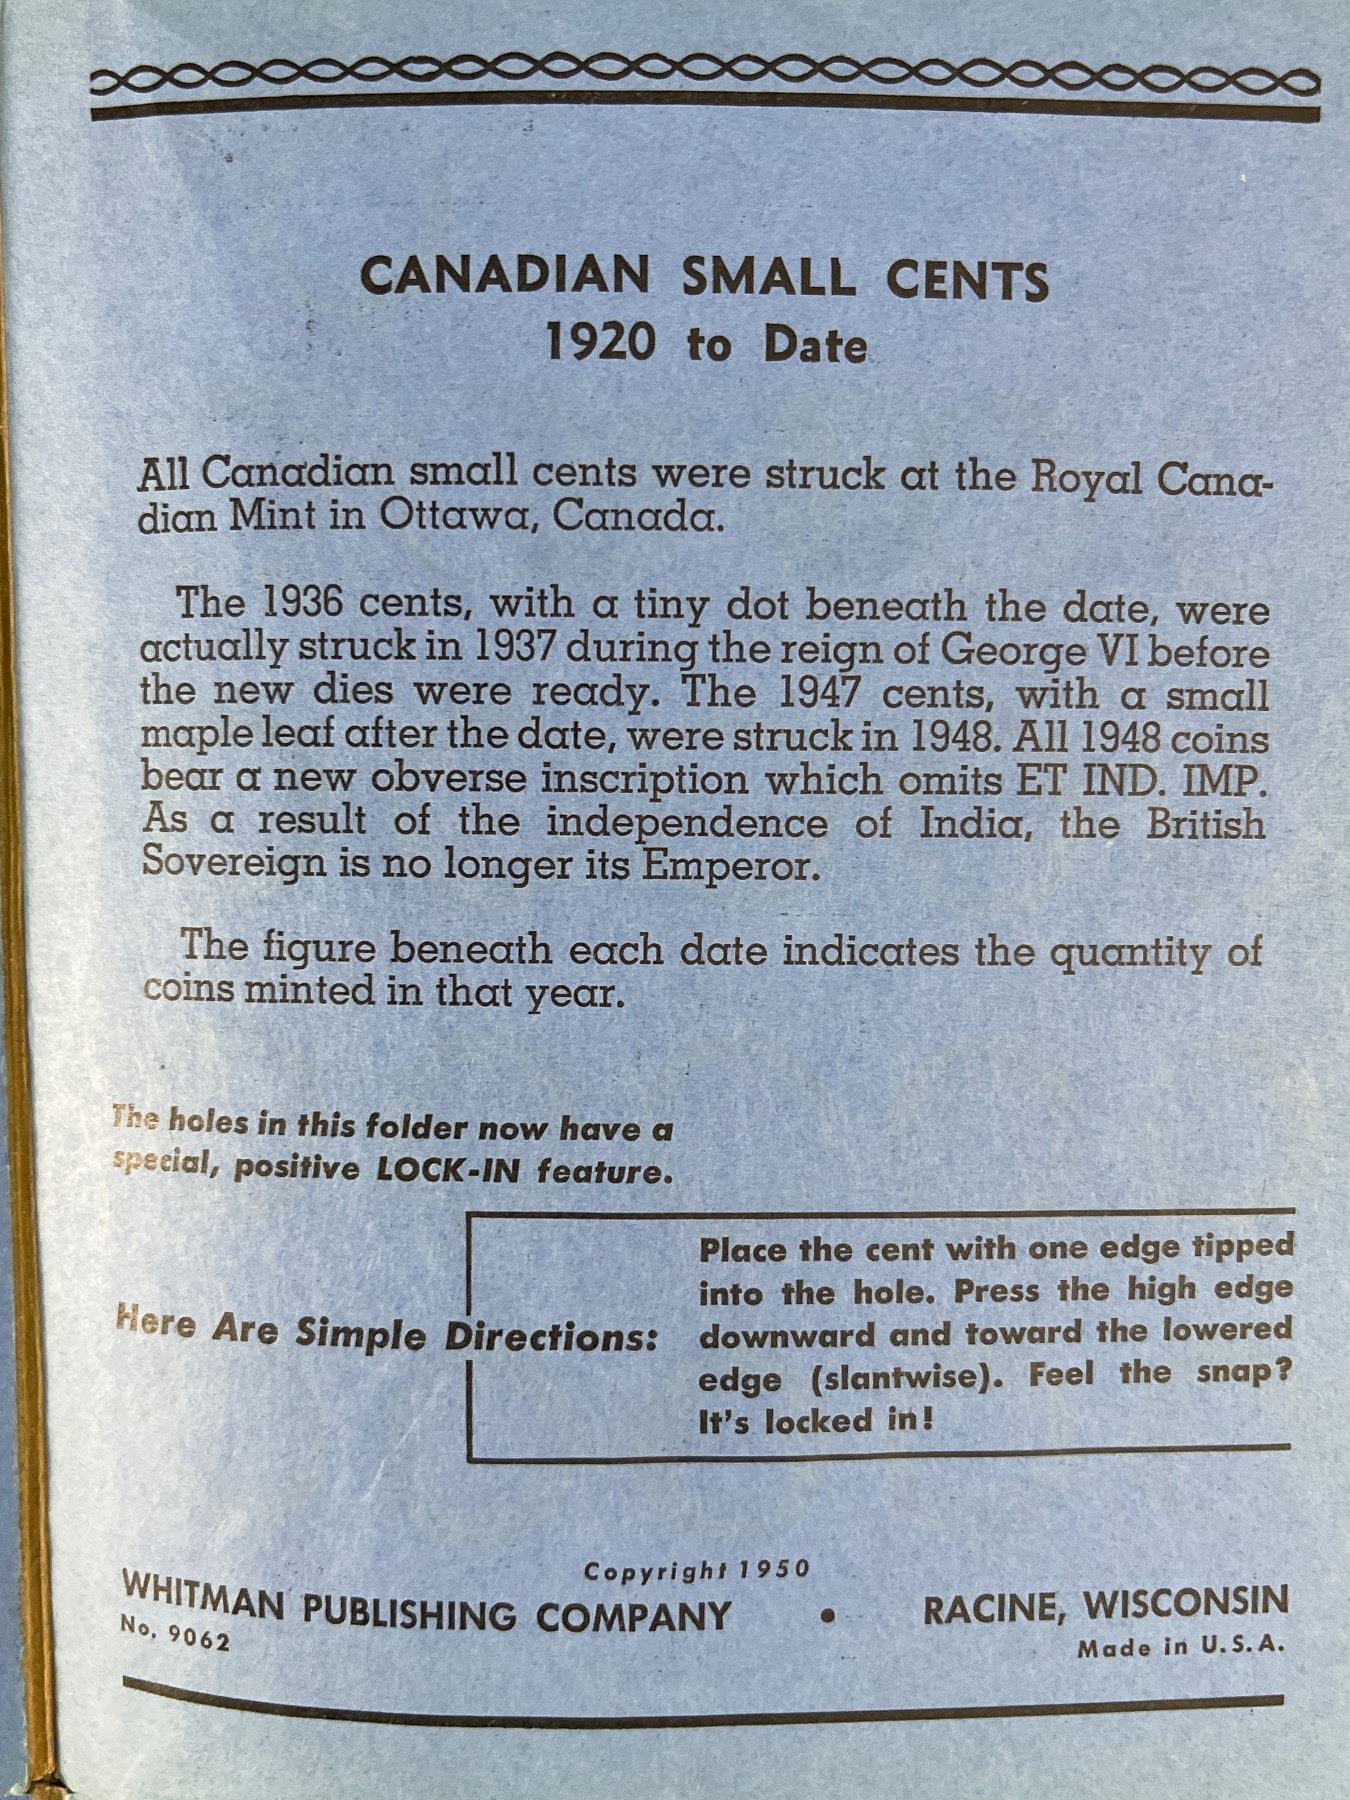 CANADIAN SMALL CENTS
1920 to Date
All Canadian small cents were struck at the Royal Cana-
dian Mint in Ottawa, Canada.
The 1936 cents, with a tiny dot beneath the date, were
actually struck in 1937 during the reign of George VI before
the new dies were ready. The 1947 cents, with a small
maple leaf after the date, were struck in 1948. All 1948 coins
bear a new obverse inscription which omits ET IND. IMP.
As a result of the independence of India, the British
Sovereign is no longer its Emperor.
The figure beneath each date indicates the quantity of
coins minted in that year.
The holes in this folder now have a
special, positive LOCK-IN feature.
Here Are Simple Directions:
Place the cent with one edge tipped
into the hole. Press the high edge
downward and toward the lowered
edge (slantwise). Feel the snap?
It's locked in!
Copyright 1950
WHITMAN PUBLISHING COMPANY • RACINE, WISCONSIN
No. 9062
Made in U.S.A.